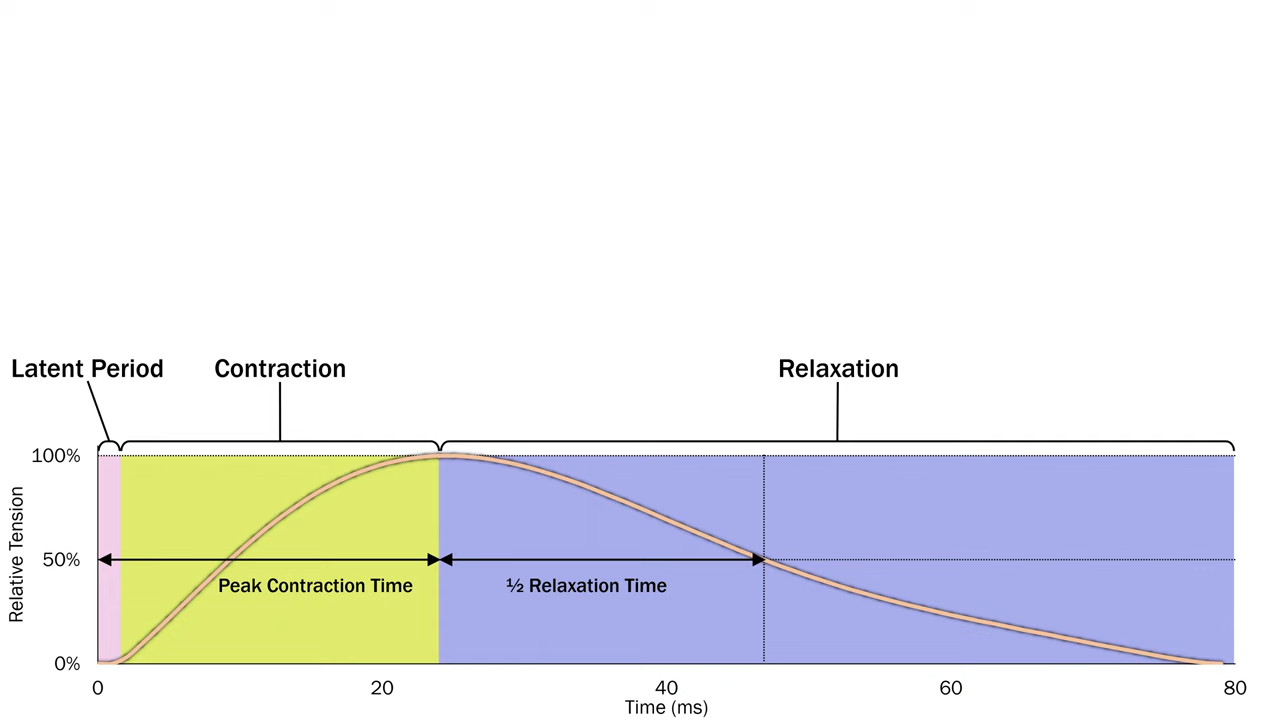 Latent Period
Contraction
Relaxation
100%
50%
0%
Relative Tension
Peak Contraction Time
½ Relaxation Time
0
20
40
60
80
Time (ms)